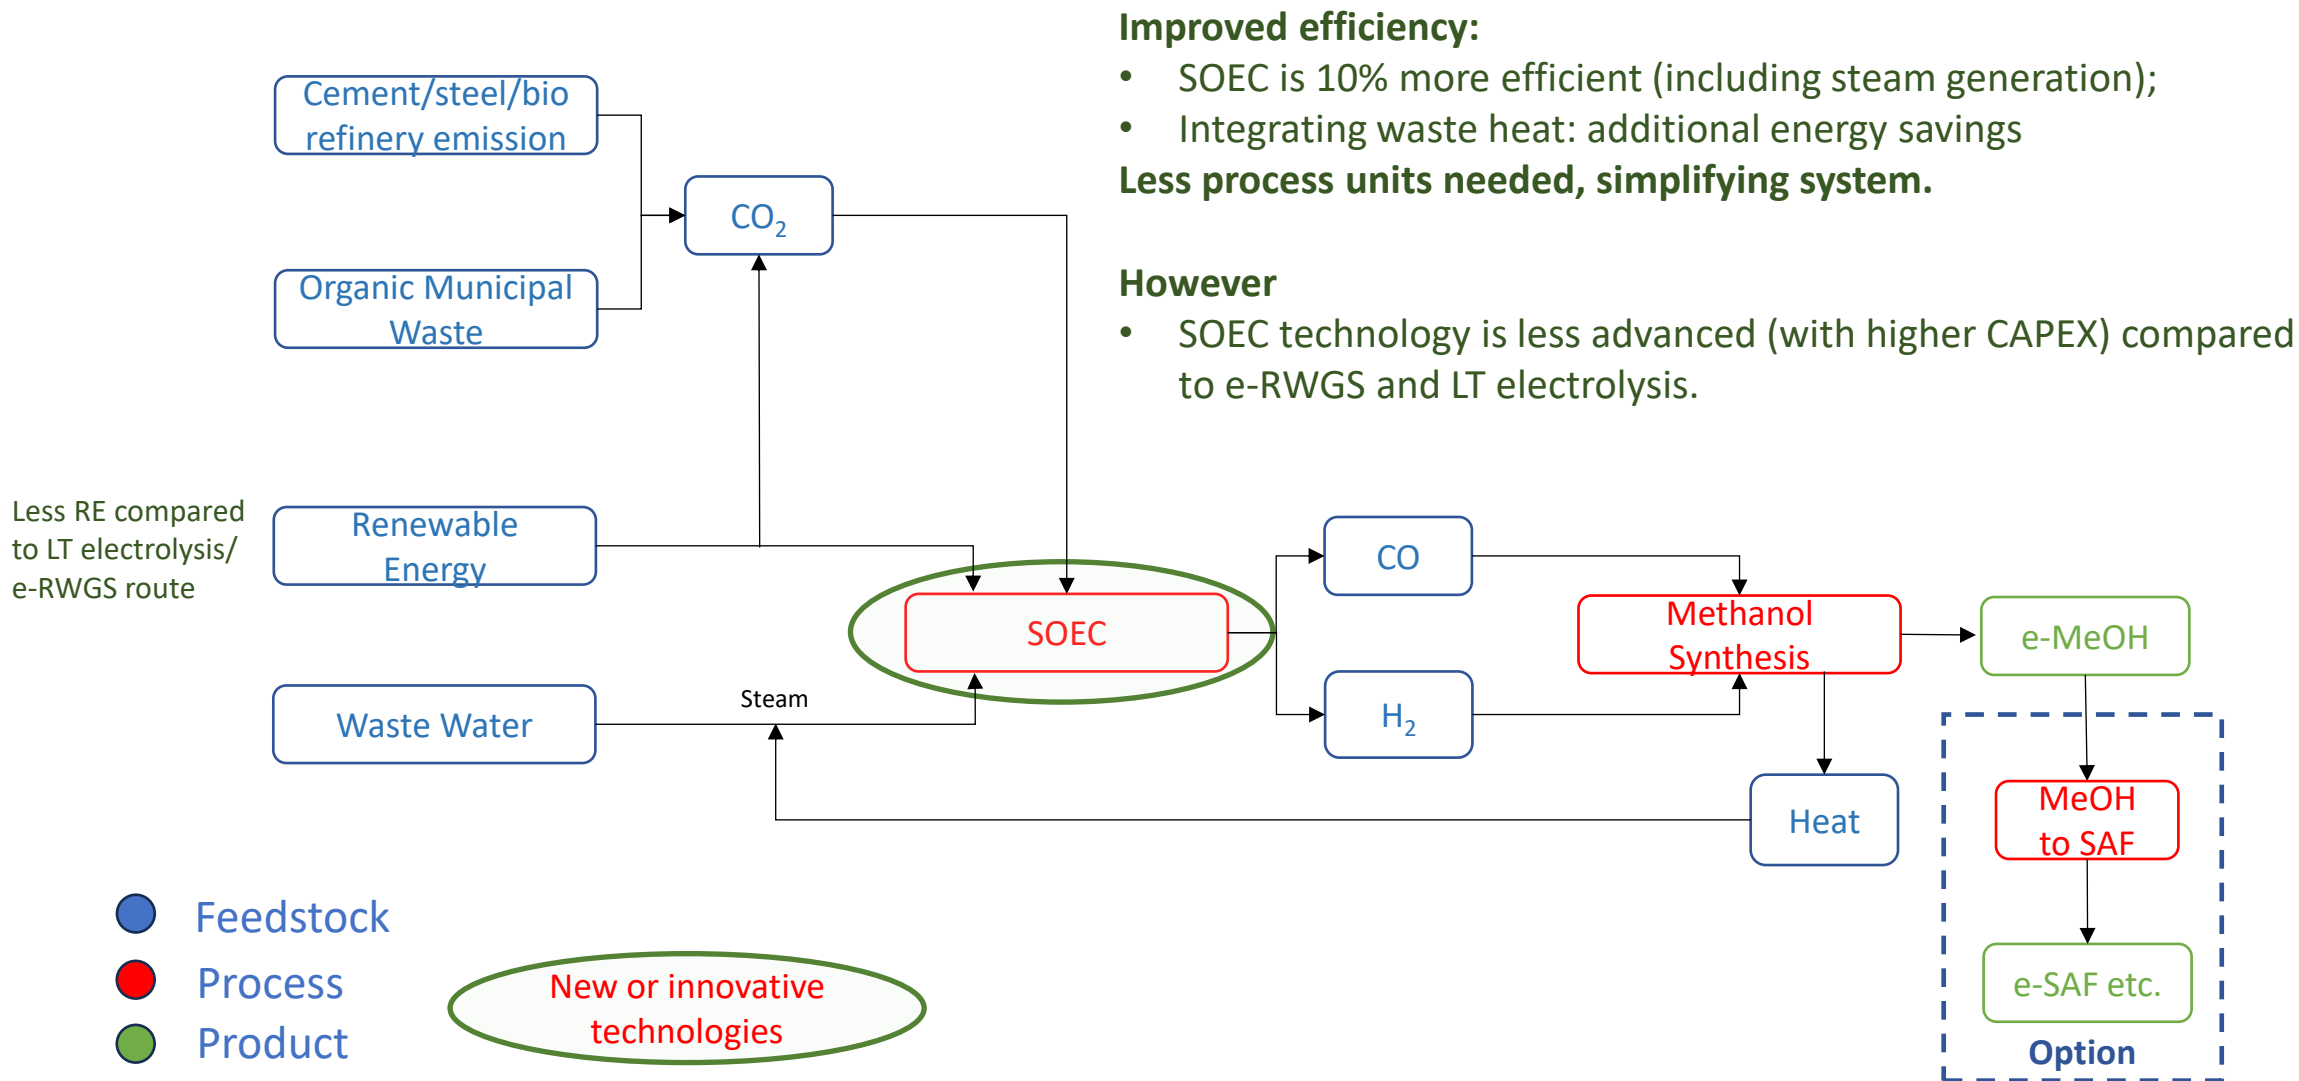 Improved efficiency:
• SOEC is 10% more efficient (including steam generation);
• Integrating waste heat: additional energy savings
Less process units needed, simplifying system.
However
• SOEC technology is less advanced (with higher CAPEX) compared
to e-RWGS and LT electrolysis.
Cement/steel/bio
refinery emission
CO₂
Organic Municipal
Waste
Less RE compared
to LT electrolysis/
e-RWGS route
Renewable
Energy
SOEC
CO
Methanol
Synthesis
e-MeOH
Waste Water
Steam
H₂
Heat
MeOH
to SAF
e-SAF etc.
Option
Feedstock
Process
Product
New or innovative
technologies